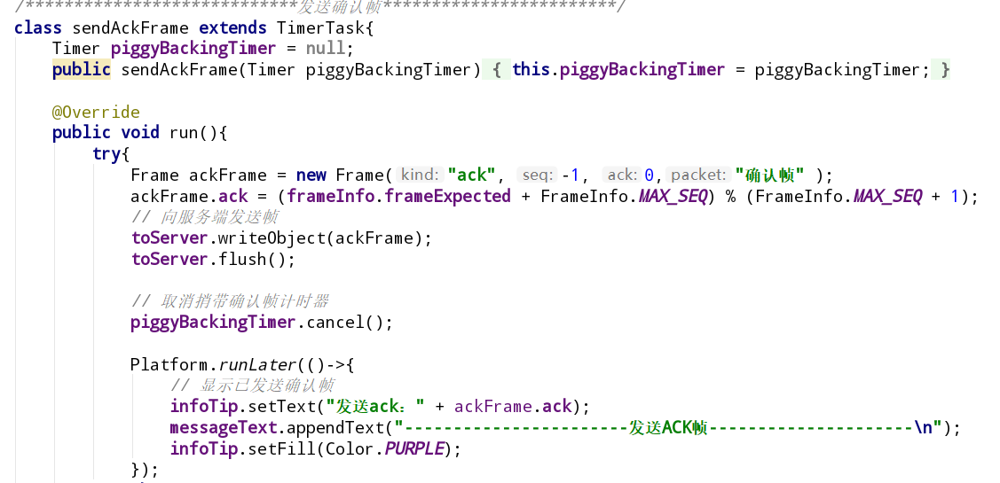 /****************************发送确认帧************************/
class sendAckFrame extends TimerTask{
    Timer piggyBackingTimer = null;
    public sendAckFrame(Timer piggyBackingTimer) { this.piggyBackingTimer = piggyBackingTimer; }
    @Override
    public void run(){
        try{
            Frame ackFrame = new Frame( kind: "ack", seq: -1, ack: 0, packet: "确认帧" );
            ackFrame.ack = (frameInfo.frameExpected + FrameInfo.MAX_SEQ) % (FrameInfo.MAX_SEQ + 1);
            // 向服务端发送帧
            toServer.writeObject(ackFrame);
            toServer.flush();
            // 取消捎带确认帧计时器
            piggyBackingTimer.cancel();
            Platform.runLater(()->{
                // 显示已发送确认帧
                infoTip.setText("发送ack：" + ackFrame.ack);
                messageText.appendText("-----------------------发送ACK帧---------------------\n");
                infoTip.setFill(Color.PURPLE);
            });